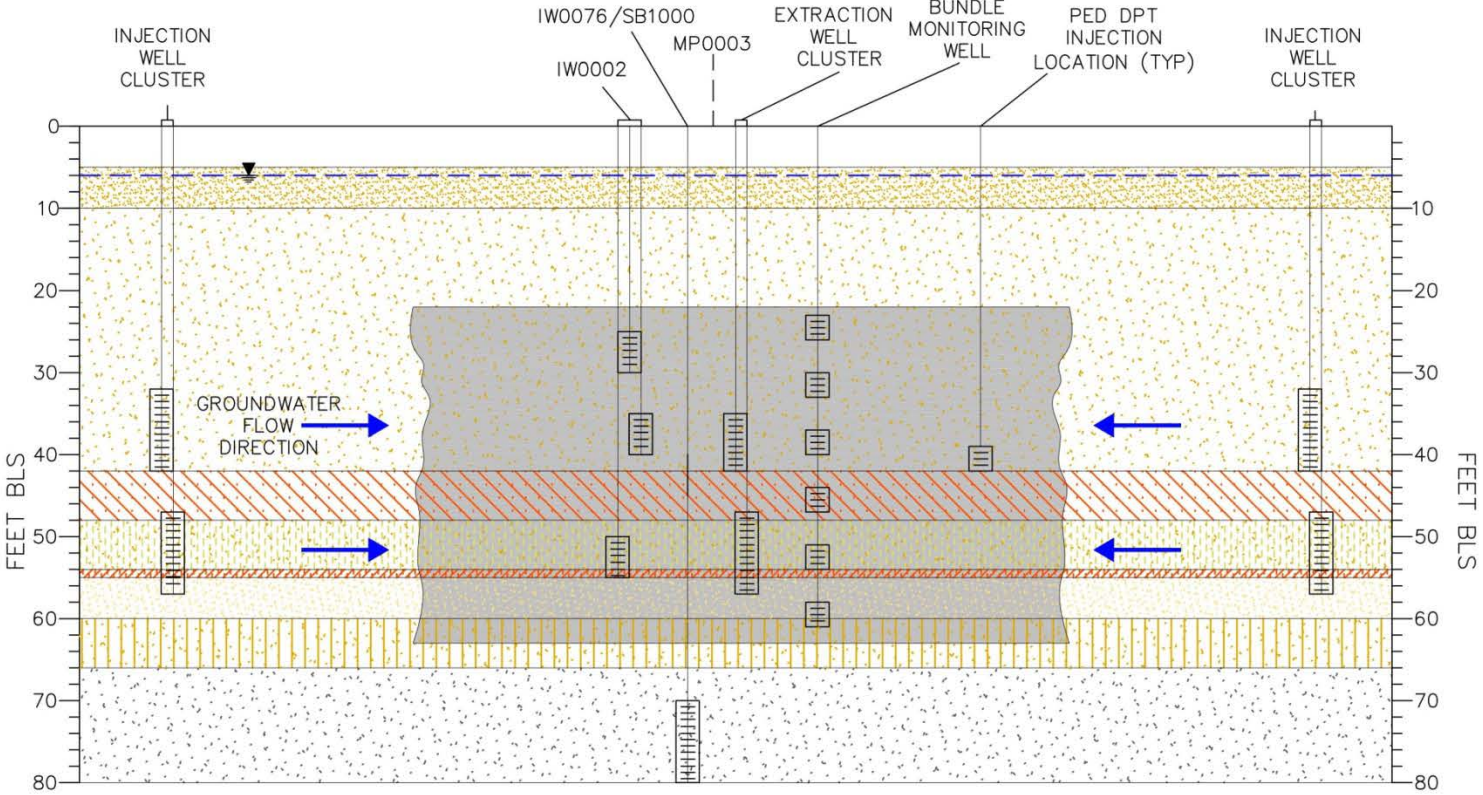 INJECTION
WELL
CLUSTER
IW0002
IW0076/SB1000
MP0003
EXTRACTION
WELL
CLUSTER
BUNDLE
MONITORING
WELL
PED DPT
INJECTION
LOCATION (TYP)
INJECTION
WELL
CLUSTER
0
10
20
30
40
50
60
70
80
FEET BLS
GROUNDWATER
FLOW
DIRECTION
10
20
30
40
50
60
70
80
FEET BLS